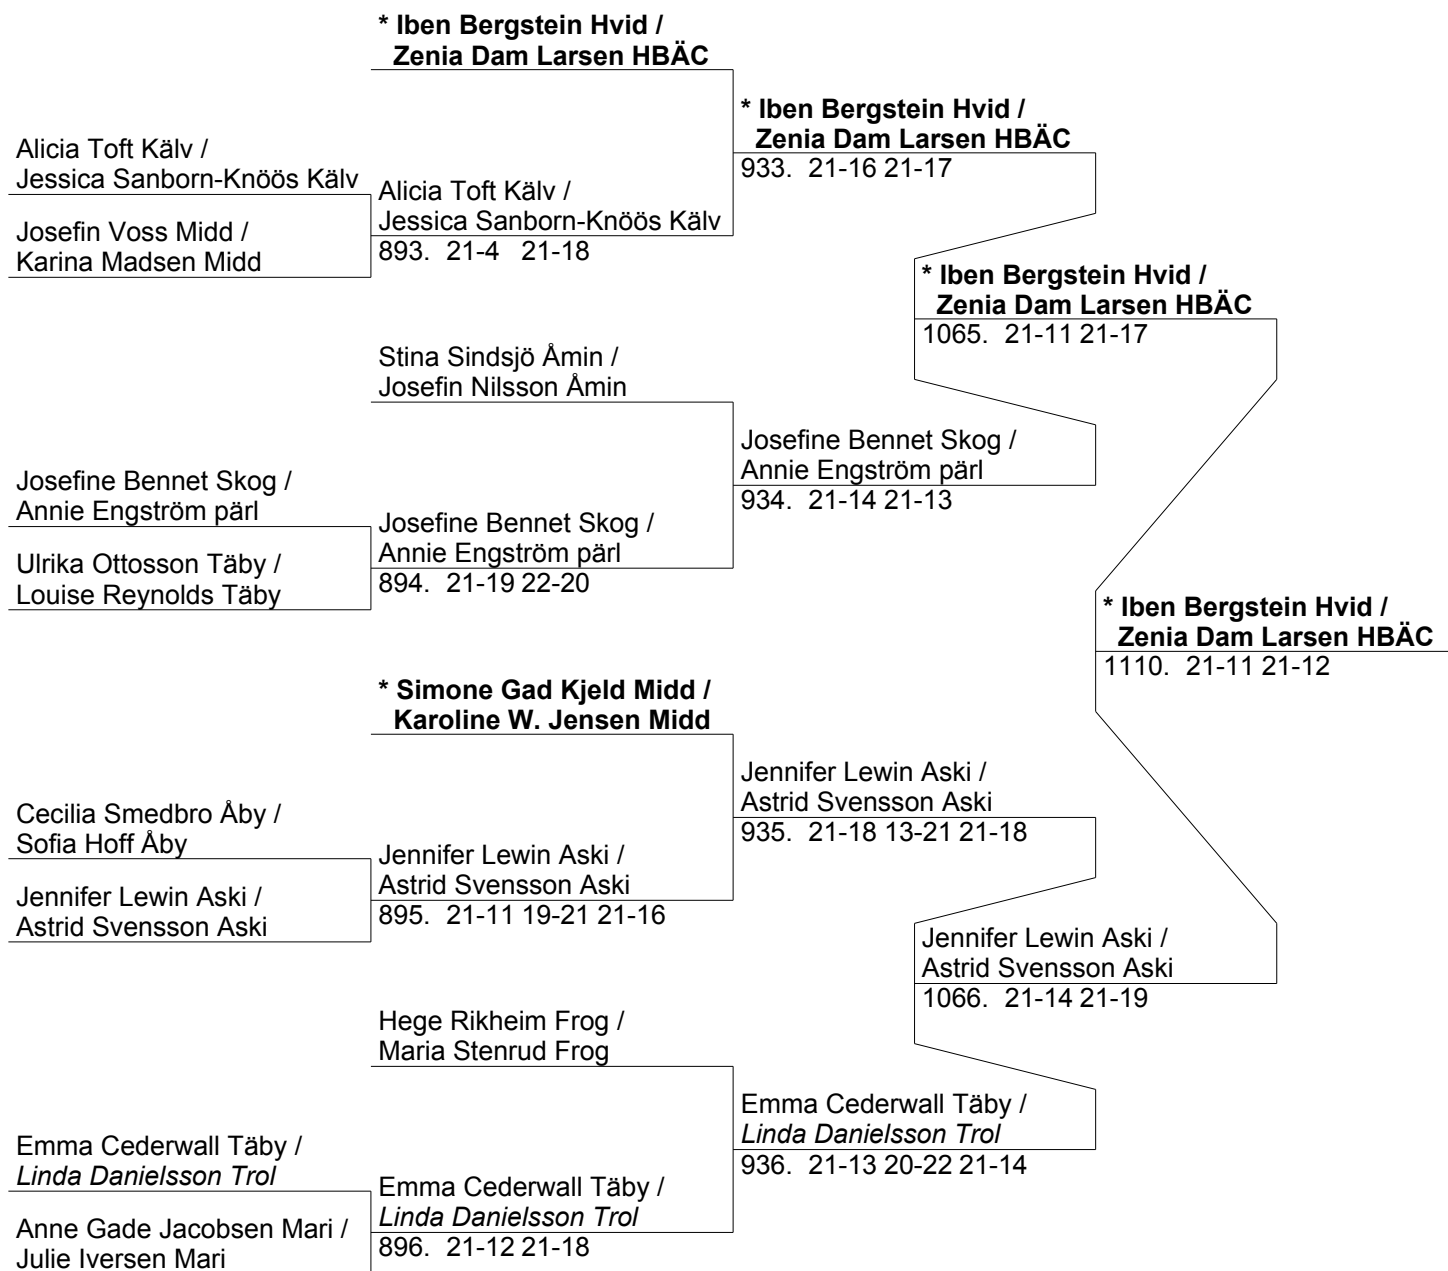 * Iben Bergstein Hvid /
Zenia Dam Larsen HBÄC
* Iben Bergstein Hvid /
Zenia Dam Larsen HBÄC
933. 21-16 21-17
Alicia Toft Kälv /
Jessica Sanborn-Knöös Kälv
Alicia Toft Kälv /
Jessica Sanborn-Knöös Kälv
893. 21-4 21-18
Josefin Voss Midd /
Karina Madsen Midd
* Iben Bergstein Hvid /
Zenia Dam Larsen HBÄC
1065. 21-11 21-17
Stina Sindsjö Åmin /
Josefin Nilsson Åmin
Josefine Bennet Skog /
Annie Engström pärl
934. 21-14 21-13
Josefine Bennet Skog /
Annie Engström pärl
Josefine Bennet Skog /
Annie Engström pärl
894. 21-19 22-20
Ulrika Ottosson Täby /
Louise Reynolds Täby
* Iben Bergstein Hvid /
Zenia Dam Larsen HBÄC
1110. 21-11 21-12
* Simone Gad Kjeld Midd /
Karoline W. Jensen Midd
Jennifer Lewin Aski /
Astrid Svensson Aski
935. 21-18 13-21 21-18
Cecilia Smedbro Åby /
Sofia Hoff Åby
Jennifer Lewin Aski /
Astrid Svensson Aski
895. 21-11 19-21 21-16
Jennifer Lewin Aski /
Astrid Svensson Aski
Jennifer Lewin Aski /
Astrid Svensson Aski
1066. 21-14 21-19
Hege Rikheim Frog /
Maria Stenrud Frog
Emma Cederwall Täby /
Linda Danielsson Trol
936. 21-13 20-22 21-14
Emma Cederwall Täby /
Linda Danielsson Trol
Emma Cederwall Täby /
Linda Danielsson Trol
896. 21-12 21-18
Anne Gade Jacobsen Mari /
Julie Iversen Mari